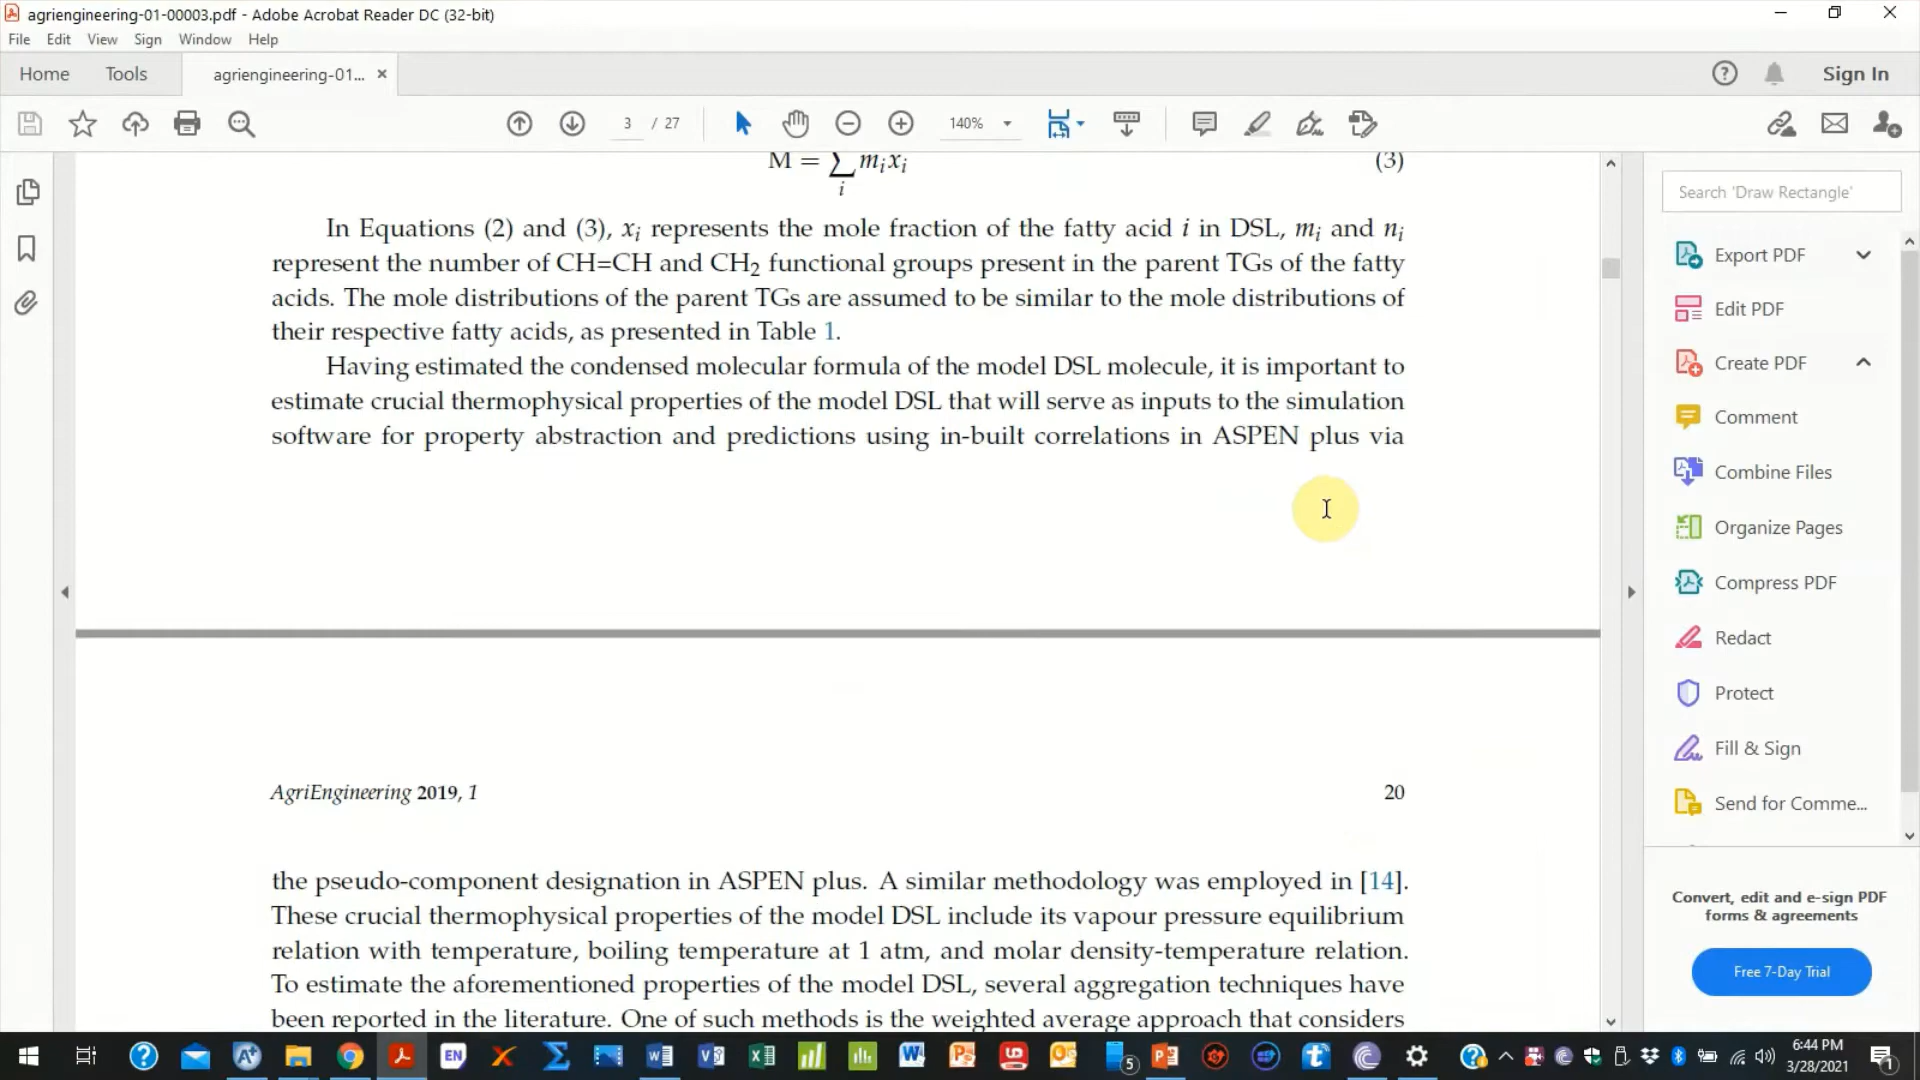 agriengineering-01-00003.pdf - Adobe Acrobat Reader DC (32-bit)
File Edit View Sign Window Help
Home Tools agriengineering-01... × Sign In
3 / 27 140%
M = ∑ mᵢxᵢ (3)
i
In Equations (2) and (3), xᵢ represents the mole fraction of the fatty acid i in DSL, mᵢ and nᵢ
represent the number of CH=CH and CH₂ functional groups present in the parent TGs of the fatty
acids. The mole distributions of the parent TGs are assumed to be similar to the mole distributions of
their respective fatty acids, as presented in Table 1.
Having estimated the condensed molecular formula of the model DSL molecule, it is important to
estimate crucial thermophysical properties of the model DSL that will serve as inputs to the simulation
software for property abstraction and predictions using in-built correlations in ASPEN plus via
AgriEngineering 2019, 1 20
the pseudo-component designation in ASPEN plus. A similar methodology was employed in [14].
These crucial thermophysical properties of the model DSL include its vapour pressure equilibrium
relation with temperature, boiling temperature at 1 atm, and molar density-temperature relation.
To estimate the aforementioned properties of the model DSL, several aggregation techniques have
been reported in the literature. One of such methods is the weighted average approach that considers
Search 'Draw Rectangle'
Export PDF
Edit PDF
Create PDF
Comment
Combine Files
Organize Pages
Compress PDF
Redact
Protect
Fill & Sign
Send for Comme...
Convert, edit and e-sign PDF
forms & agreements
Free 7-Day Trial
EN
5
6:44 PM
3/28/2021
1